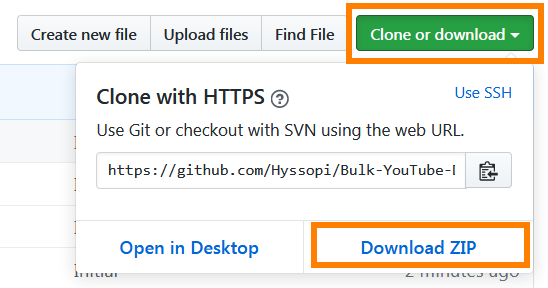 Create new file Upload files Find File Clone or download
Clone with HTTPS ? Use SSH
Use Git or checkout with SVN using the web URL.
https://github.com/Hyssopi/Bulk-YouTube-
Open in Desktop Download ZIP
Initial 2 minutes ago